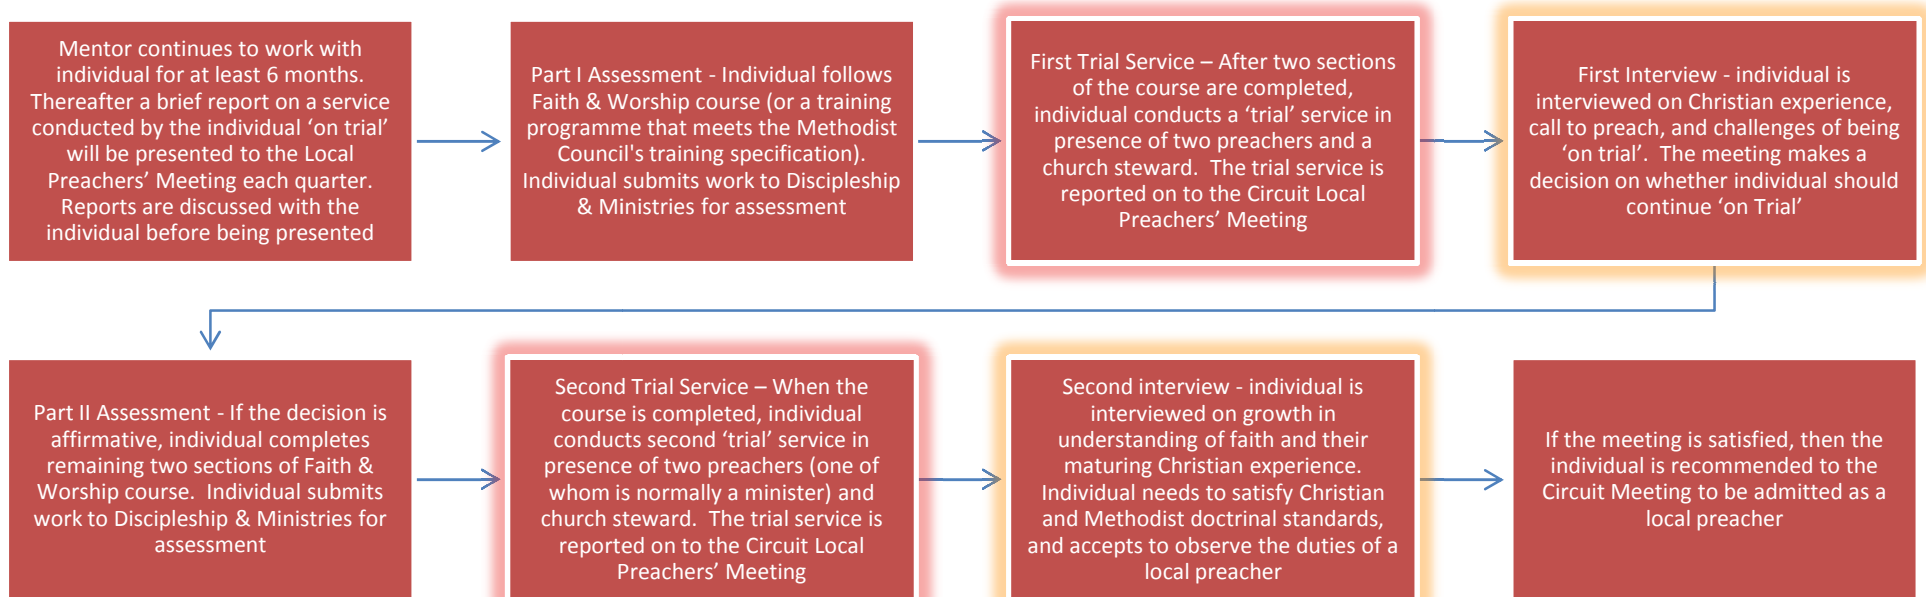 Mentor continues to work with
individual for at least 6 months.
Thereafter a brief report on a service
conducted by the individual ‘on trial’
will be presented to the Local
Preachers’ Meeting each quarter.
Reports are discussed with the
individual before being presented
Part I Assessment - Individual follows
Faith & Worship course (or a training
programme that meets the Methodist
Council's training specification).
Individual submits work to Discipleship
& Ministries for assessment
First Trial Service – After two sections
of the course are completed,
individual conducts a ‘trial’ service in
presence of two preachers and a
church steward.  The trial service is
reported on to the Circuit Local
Preachers’ Meeting
First Interview - individual is
interviewed on Christian experience,
call to preach, and challenges of being
‘on trial’.  The meeting makes a
decision on whether individual should
continue ‘on Trial’
Part II Assessment - If the decision is
affirmative, individual completes
remaining two sections of Faith &
Worship course.  Individual submits
work to Discipleship & Ministries for
assessment
Second Trial Service – When the
course is completed, individual
conducts second ‘trial’ service in
presence of two preachers (one of
whom is normally a minister) and
church steward.  The trial service is
reported on to the Circuit Local
Preachers’ Meeting
Second interview - individual is
interviewed on growth in
understanding of faith and their
maturing Christian experience.
Individual needs to satisfy Christian
and Methodist doctrinal standards,
and accepts to observe the duties of a
local preacher
If the meeting is satisfied, then the
individual is recommended to the
Circuit Meeting to be admitted as a
local preacher